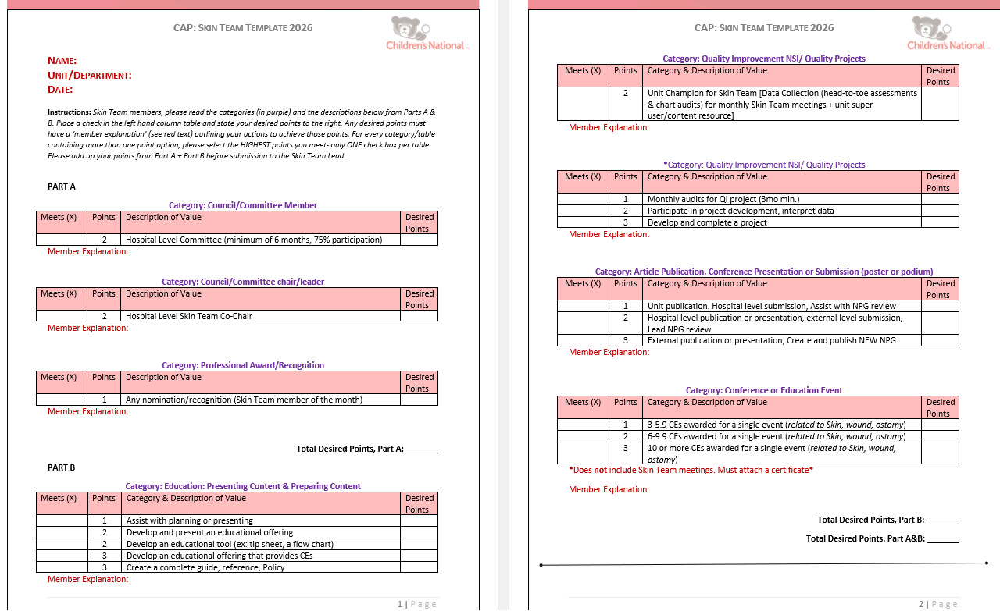 CAP: SKIN TEAM TEMPLATE 2026
Children's National
NAME:
UNIT/DEPARTMENT:
DATE:
Instructions: Skin Team members, please read the categories (in purple) and the descriptions below from Parts A &
B. Place a check in the left hand column table and state your desired points to the right. Any desired points must
have a 'member explanation' (see red text) outlining your actions to achieve those points. For every category/table
containing more than one point option, please select the HIGHEST points you meet- only ONE check box per table.
Please add up your points from Part A + Part B before submission to the Skin Team Lead.
PART A
Category: Council/Committee Member
Meets (X) Points Description of Value Desired
Points
2 Hospital Level Committee (minimum of 6 months, 75% participation)
Member Explanation:
Category: Council/Committee chair/leader
Meets (X) Points Description of Value Desired
Points
2 Hospital Level Skin Team Co-Chair
Member Explanation:
Category: Professional Award/Recognition
Meets (X) Points Description of Value Desired
Points
1 Any nomination/recognition (Skin Team member of the month)
Member Explanation:
Total Desired Points, Part A: _______
PART B
Category: Education: Presenting Content & Preparing Content
Meets (X) Points Category & Description of Value Desired
Points
1 Assist with planning or presenting
2 Develop and present an educational offering
2 Develop an educational tool (ex: tip sheet, a flow chart)
3 Develop an educational offering that provides CEs
3 Create a complete guide, reference, Policy
Member Explanation:
1 | Page
CAP: SKIN TEAM TEMPLATE 2026
Children's National
Category: Quality Improvement NSI/ Quality Projects
Meets (X) Points Category & Description of Value Desired
Points
2 Unit Champion for Skin Team [Data Collection (head-to-toe assessments
& chart audits) for monthly Skin Team meetings + unit super
user/content resource]
Member Explanation:
*Category: Quality Improvement NSI/ Quality Projects
Meets (X) Points Category & Description of Value Desired
Points
1 Monthly audits for QI project (3mo min.)
2 Participate in project development, interpret data
3 Develop and complete a project
Member Explanation:
Category: Article Publication, Conference Presentation or Submission (poster or podium)
Meets (X) Points Category & Description of Value Desired
Points
1 Unit publication. Hospital level submission, Assist with NPG review
2 Hospital level publication or presentation, external level submission,
Lead NPG review
3 External publication or presentation, Create and publish NEW NPG
Member Explanation:
Category: Conference or Education Event
Meets (X) Points Category & Description of Value Desired
Points
1 3-5.9 CEs awarded for a single event (related to Skin, wound, ostomy)
2 6-9.9 CEs awarded for a single event (related to Skin, wound, ostomy)
3 10 or more CEs awarded for a single event (related to Skin, wound,
ostomy)
*Does not include Skin Team meetings. Must attach a certificate*
Member Explanation:
Total Desired Points, Part B: _______
Total Desired Points, Part A&B: _______
2 | Page